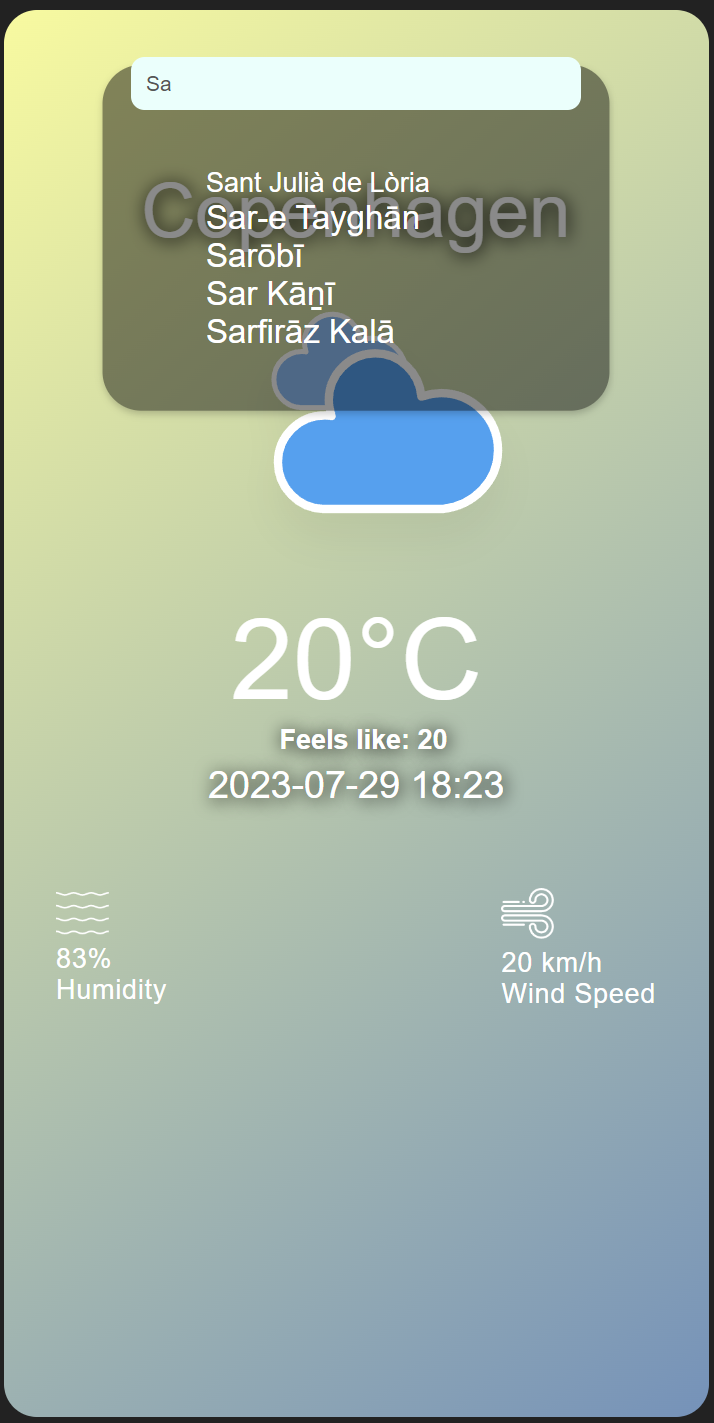 Sa
Copenhagen
Sant Julià de Lòria
Sar-e Tayghān
Sarōbī
Sar Kāṉī
Sarfirāz Kalā
20°C
Feels like: 20
2023-07-29 18:23
83%
Humidity
20 km/h
Wind Speed